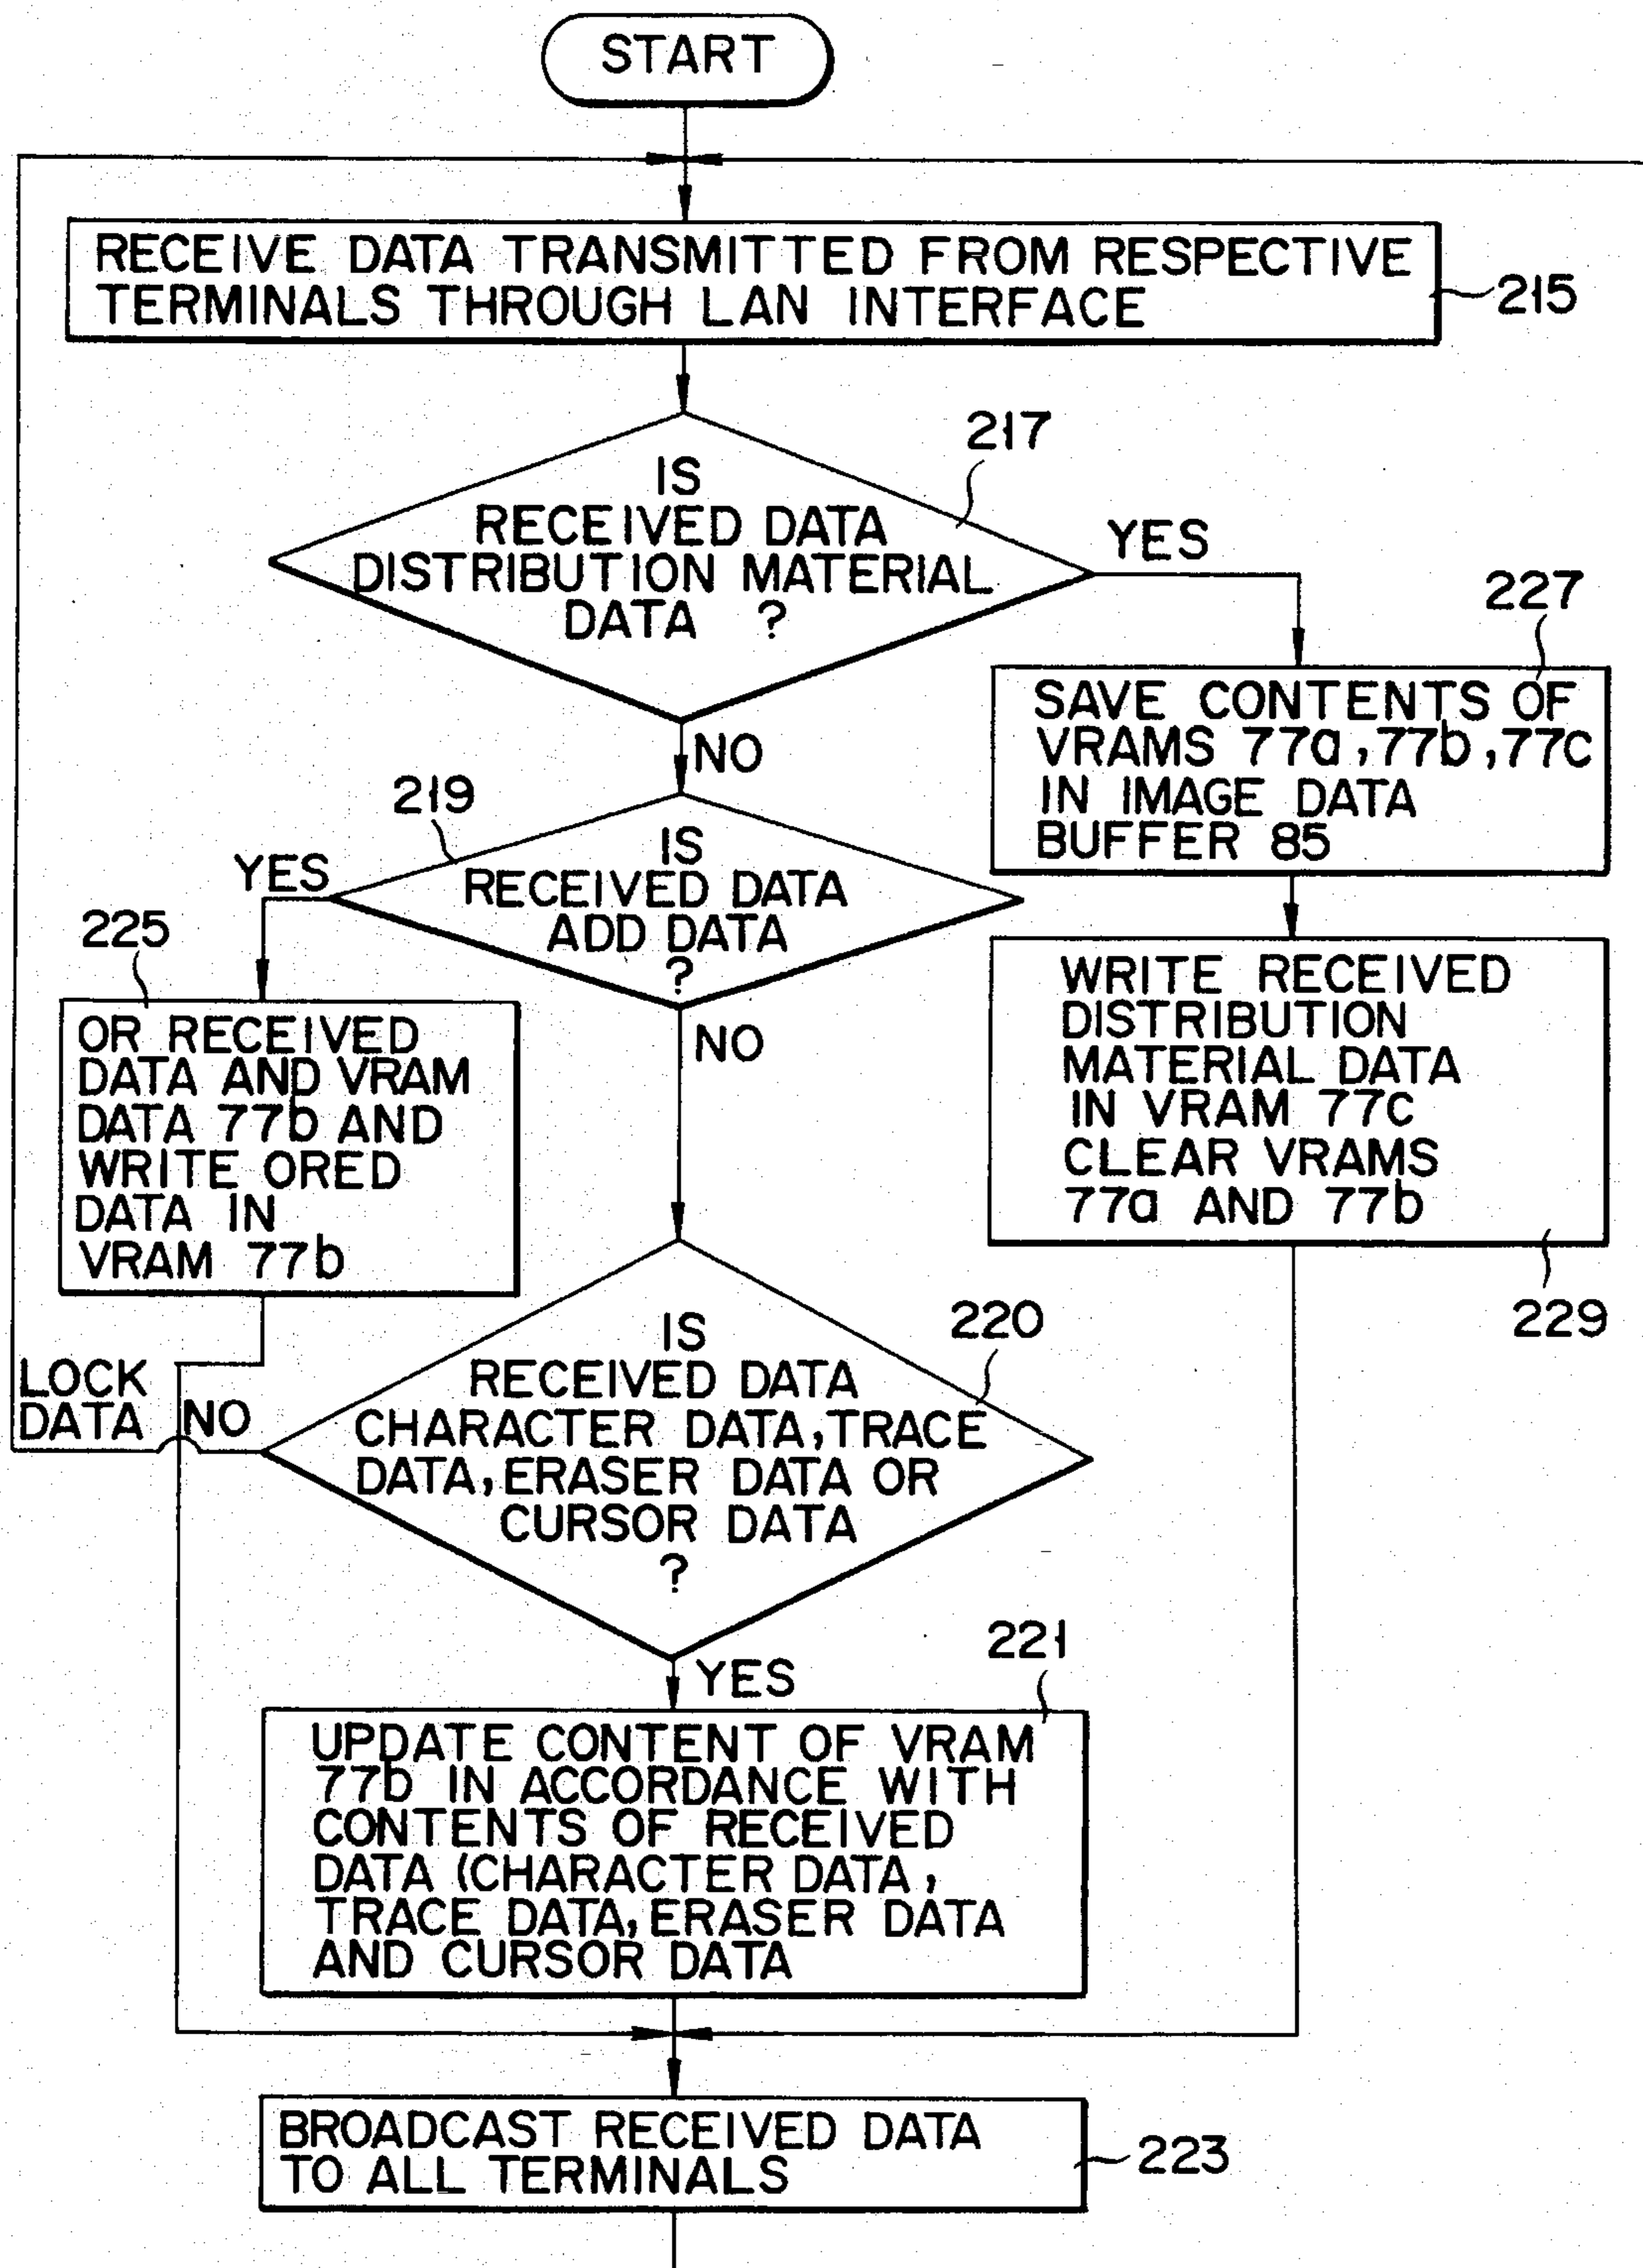 START
RECEIVE DATA TRANSMITTED FROM RESPECTIVE
TERMINALS THROUGH LAN INTERFACE
215
217
IS
RECEIVED DATA
DISTRIBUTION MATERIAL
DATA ?
YES
NO
227
SAVE CONTENTS OF
VRAMS 77a, 77b, 77c
IN IMAGE DATA
BUFFER 85
219
IS
RECEIVED DATA
ADD DATA
?
YES
NO
225
OR RECEIVED
DATA AND VRAM
DATA 77b AND
WRITE ORED
DATA IN
VRAM 77b
WRITE RECEIVED
DISTRIBUTION
MATERIAL DATA
IN VRAM 77c
CLEAR VRAMS
77a AND 77b
229
220
IS
RECEIVED DATA
CHARACTER DATA, TRACE
DATA, ERASER DATA OR
CURSOR DATA
?
LOCK
DATA
NO
YES
221
UPDATE CONTENT OF VRAM
77b IN ACCORDANCE WITH
CONTENTS OF RECEIVED
DATA (CHARACTER DATA,
TRACE DATA, ERASER DATA
AND CURSOR DATA
BROADCAST RECEIVED DATA
TO ALL TERMINALS
223